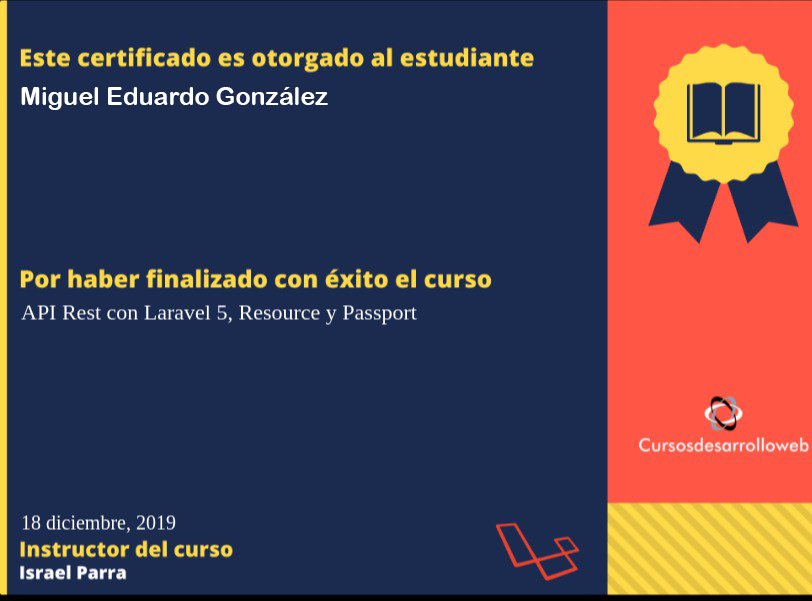 Este certificado es otorgado al estudiante
Miguel Eduardo González
Por haber finalizado con éxito el curso
API Rest con Laravel 5, Resource y Passport
Cursosdesarrolloweb
18 diciembre, 2019
Instructor del curso
Israel Parra